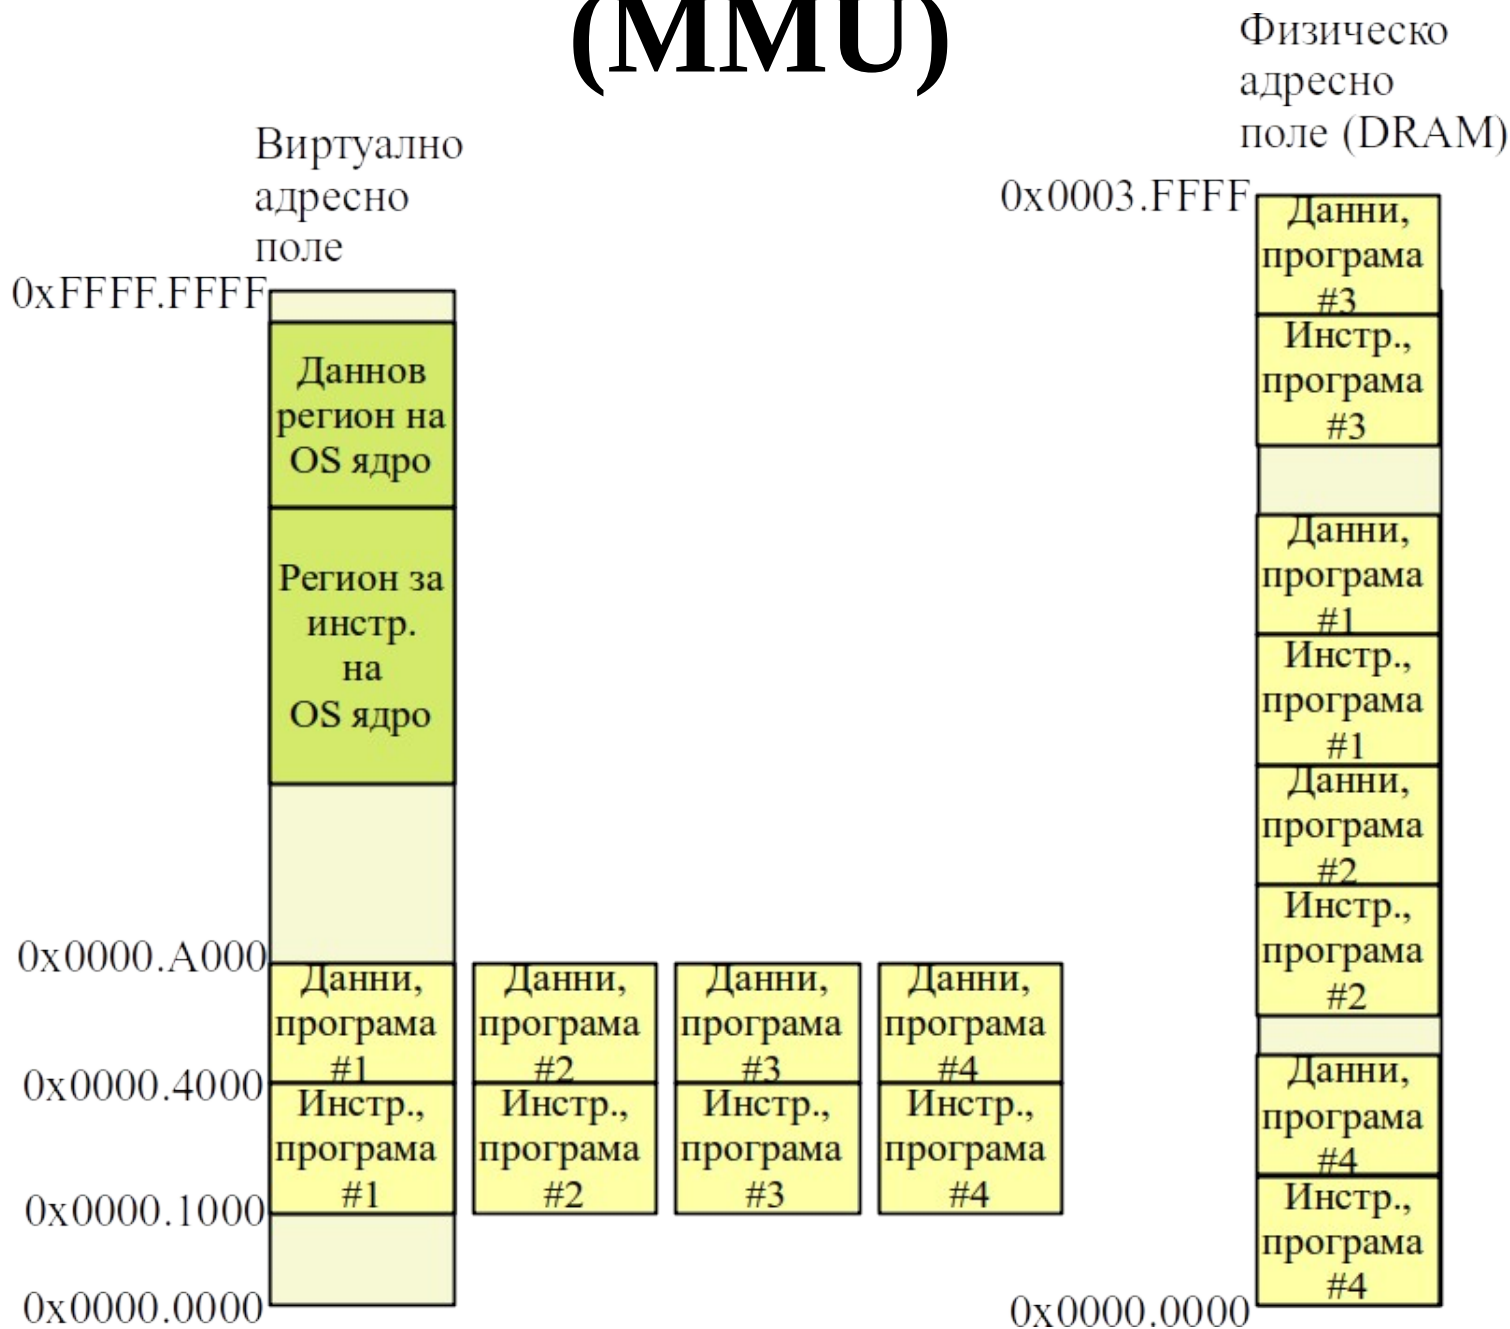 (MMU)
Физическо
адресно
поле (DRAM)
Виртуално
адресно
поле
0xFFFF.FFFF
Даннов
регион на
OS ядро
Регион за
инстр.
на
OS ядро
0x0000.A000
Данни,
програма
#1
0x0000.4000
Инстр.,
програма
#1
0x0000.1000
0x0000.0000
Данни,
програма
#2
Инстр.,
програма
#2
Данни,
програма
#3
Инстр.,
програма
#3
Данни,
програма
#4
Инстр.,
програма
#4
0x0003.FFFF
Данни,
програма
#3
Инстр.,
програма
#3
Данни,
програма
#1
Инстр.,
програма
#1
Данни,
програма
#2
Инстр.,
програма
#2
Данни,
програма
#4
Инстр.,
програма
#4
0x0000.0000